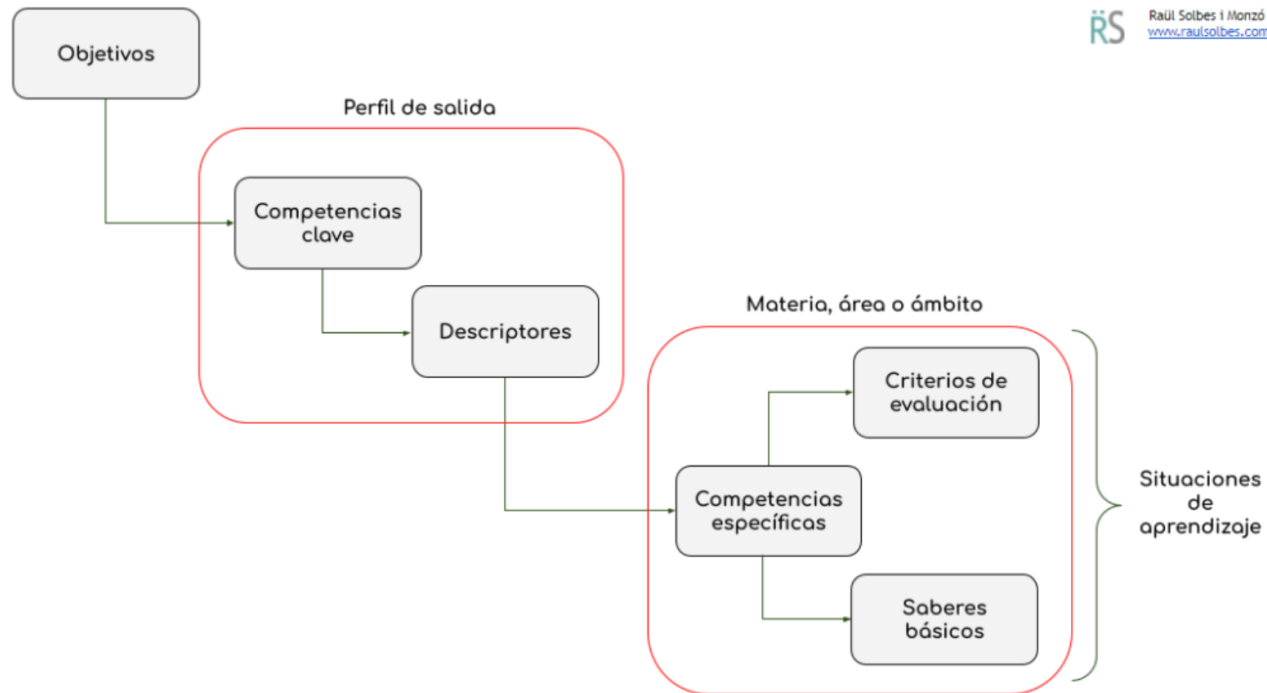 Objetivos
R̈S
Raül Solbes i Monzó
www.raulsolbes.com
Perfil de salida
Competencias
clave
Descriptores
Materia, área o ámbito
Criterios de
evaluación
Competencias
específicas
Saberes
básicos
Situaciones
de
aprendizaje